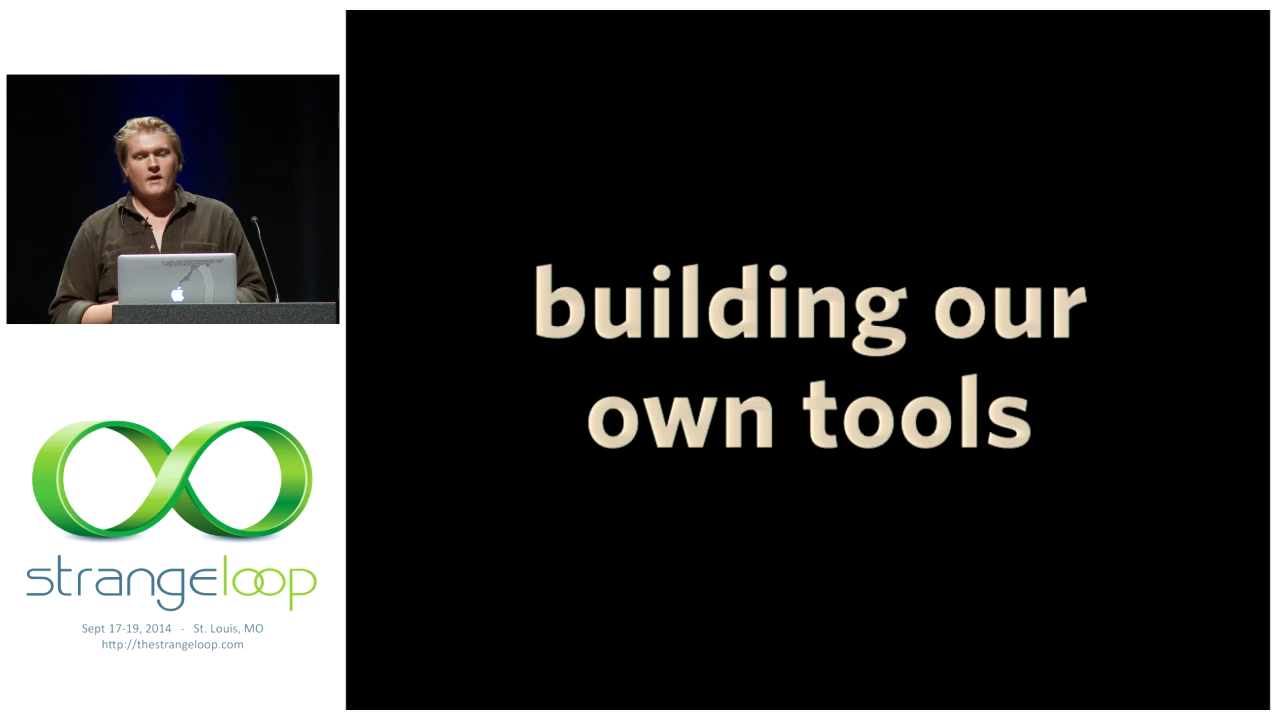 building our
own tools
strangeloop
Sept 17-19, 2014 - St. Louis, MO
http://thestrangeloop.com